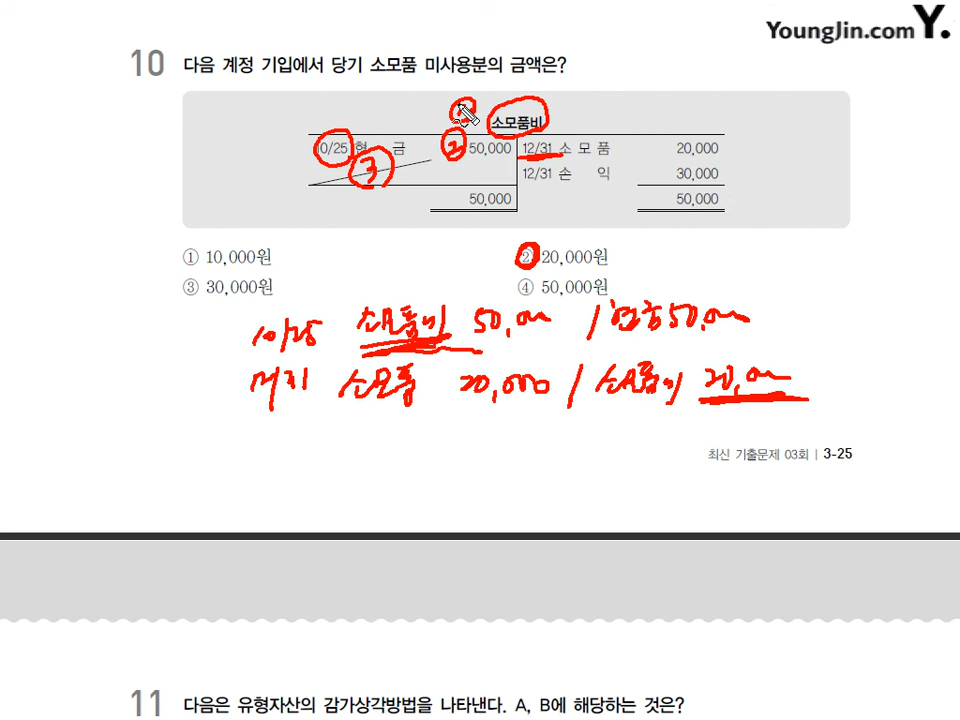 YoungJin.com Y.
10 다음 계정 기입에서 당기 소모품 미사용분의 금액은?
소모품비
10/25 현 금 50,000 12/31 소 모 품 20,000
12/31 손 익 30,000
50,000 50,000
① 10,000원 ② 20,000원
③ 30,000원 ④ 50,000원
10/25 소모품비 50,000 / 현금 50,000
12/31 소모품 20,000 / 소모품비 20,000
최신 기출문제 03회 | 3-25
11 다음은 유형자산의 감가상각방법을 나타낸다. A, B에 해당하는 것은?